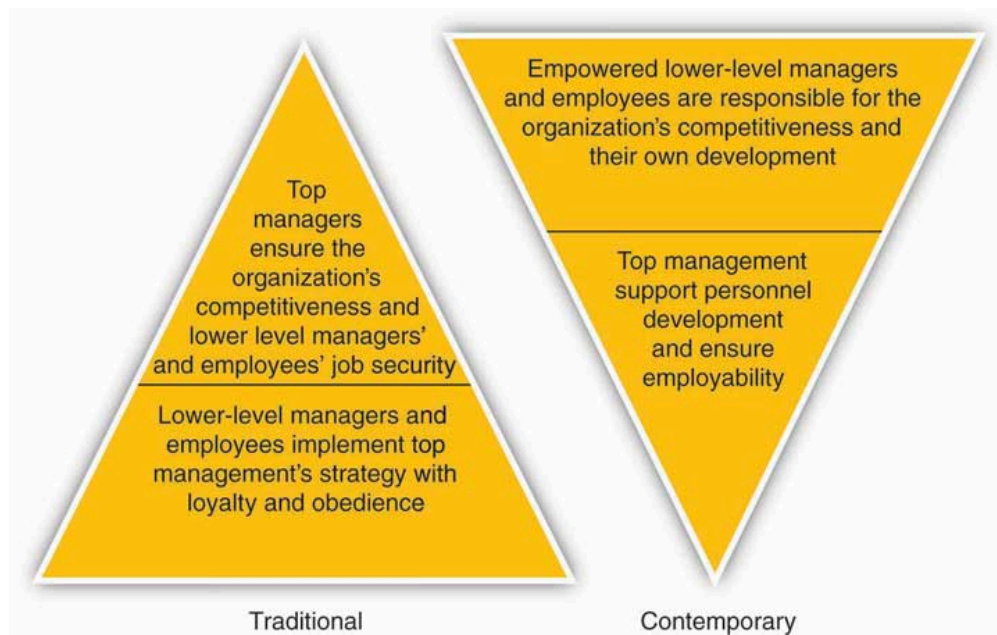 Top
managers
ensure the
organization’s
competitiveness and
lower level managers’
and employees’ job security
Lower-level managers and
employees implement top
management’s strategy with
loyalty and obedience
Traditional
Empowered lower-level managers
and employees are responsible for the
organization’s competitiveness and
their own development
Top management
support personnel
development
and ensure
employability
Contemporary